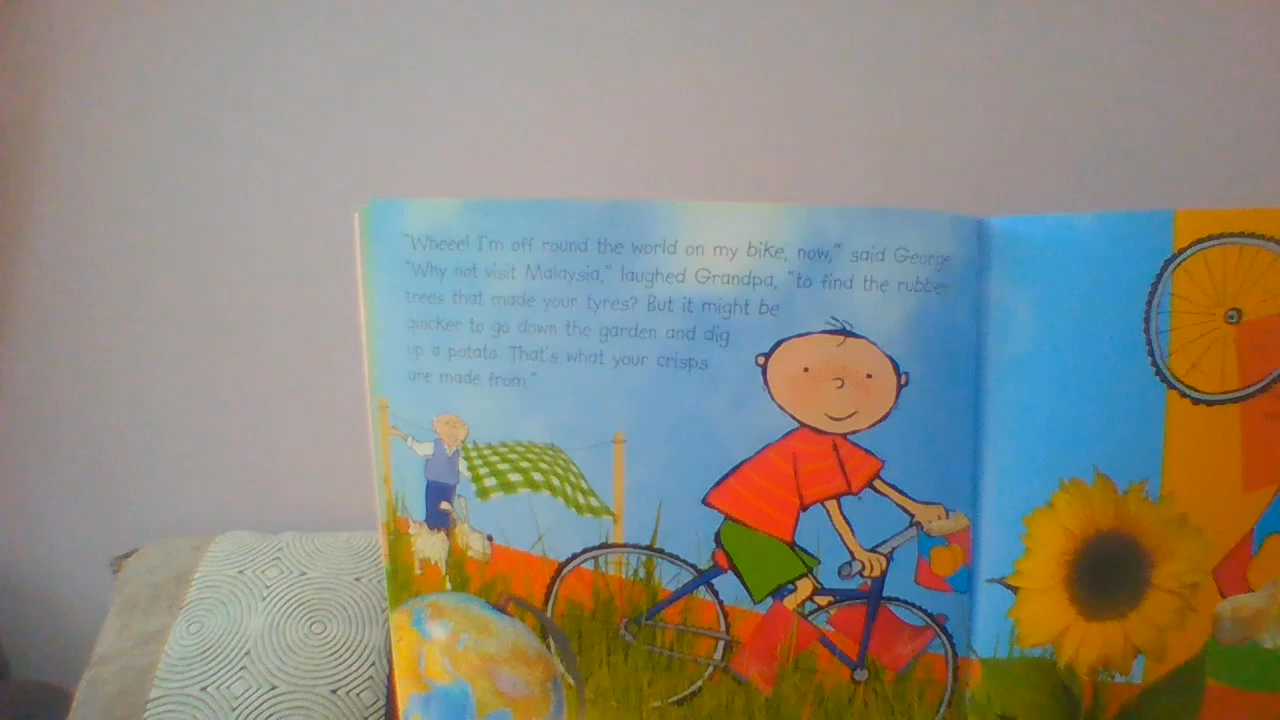 "Wheee! I'm off round the world on my bike, now," said George.
"Why not visit Malaysia," laughed Grandpa, "to find the rubber
trees that made your tyres? But it might be
quicker to go down the garden and dig
up a potato. That's what your crisps
are made from."